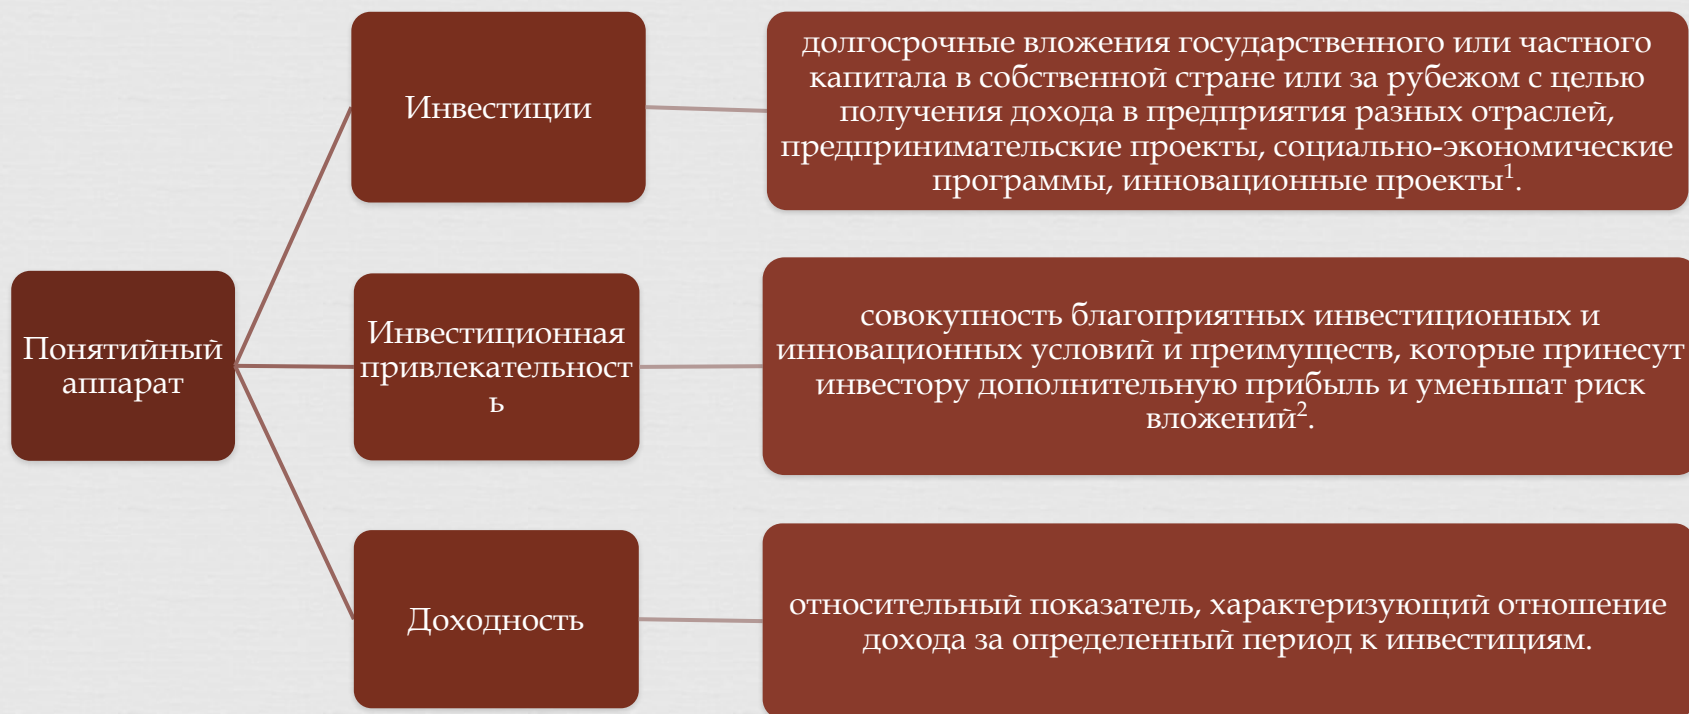 Понятийный
аппарат
Инвестиции
долгосрочные вложения государственного или частного
капитала в собственной стране или за рубежом с целью
получения дохода в предприятия разных отраслей,
предпринимательские проекты, социально-экономические
программы, инновационные проекты¹.
Инвестиционная
привлекательност
ь
совокупность благоприятных инвестиционных и
инновационных условий и преимуществ, которые принесут
инвестору дополнительную прибыль и уменьшат риск
вложений².
Доходность
относительный показатель, характеризующий отношение
дохода за определенный период к инвестициям.